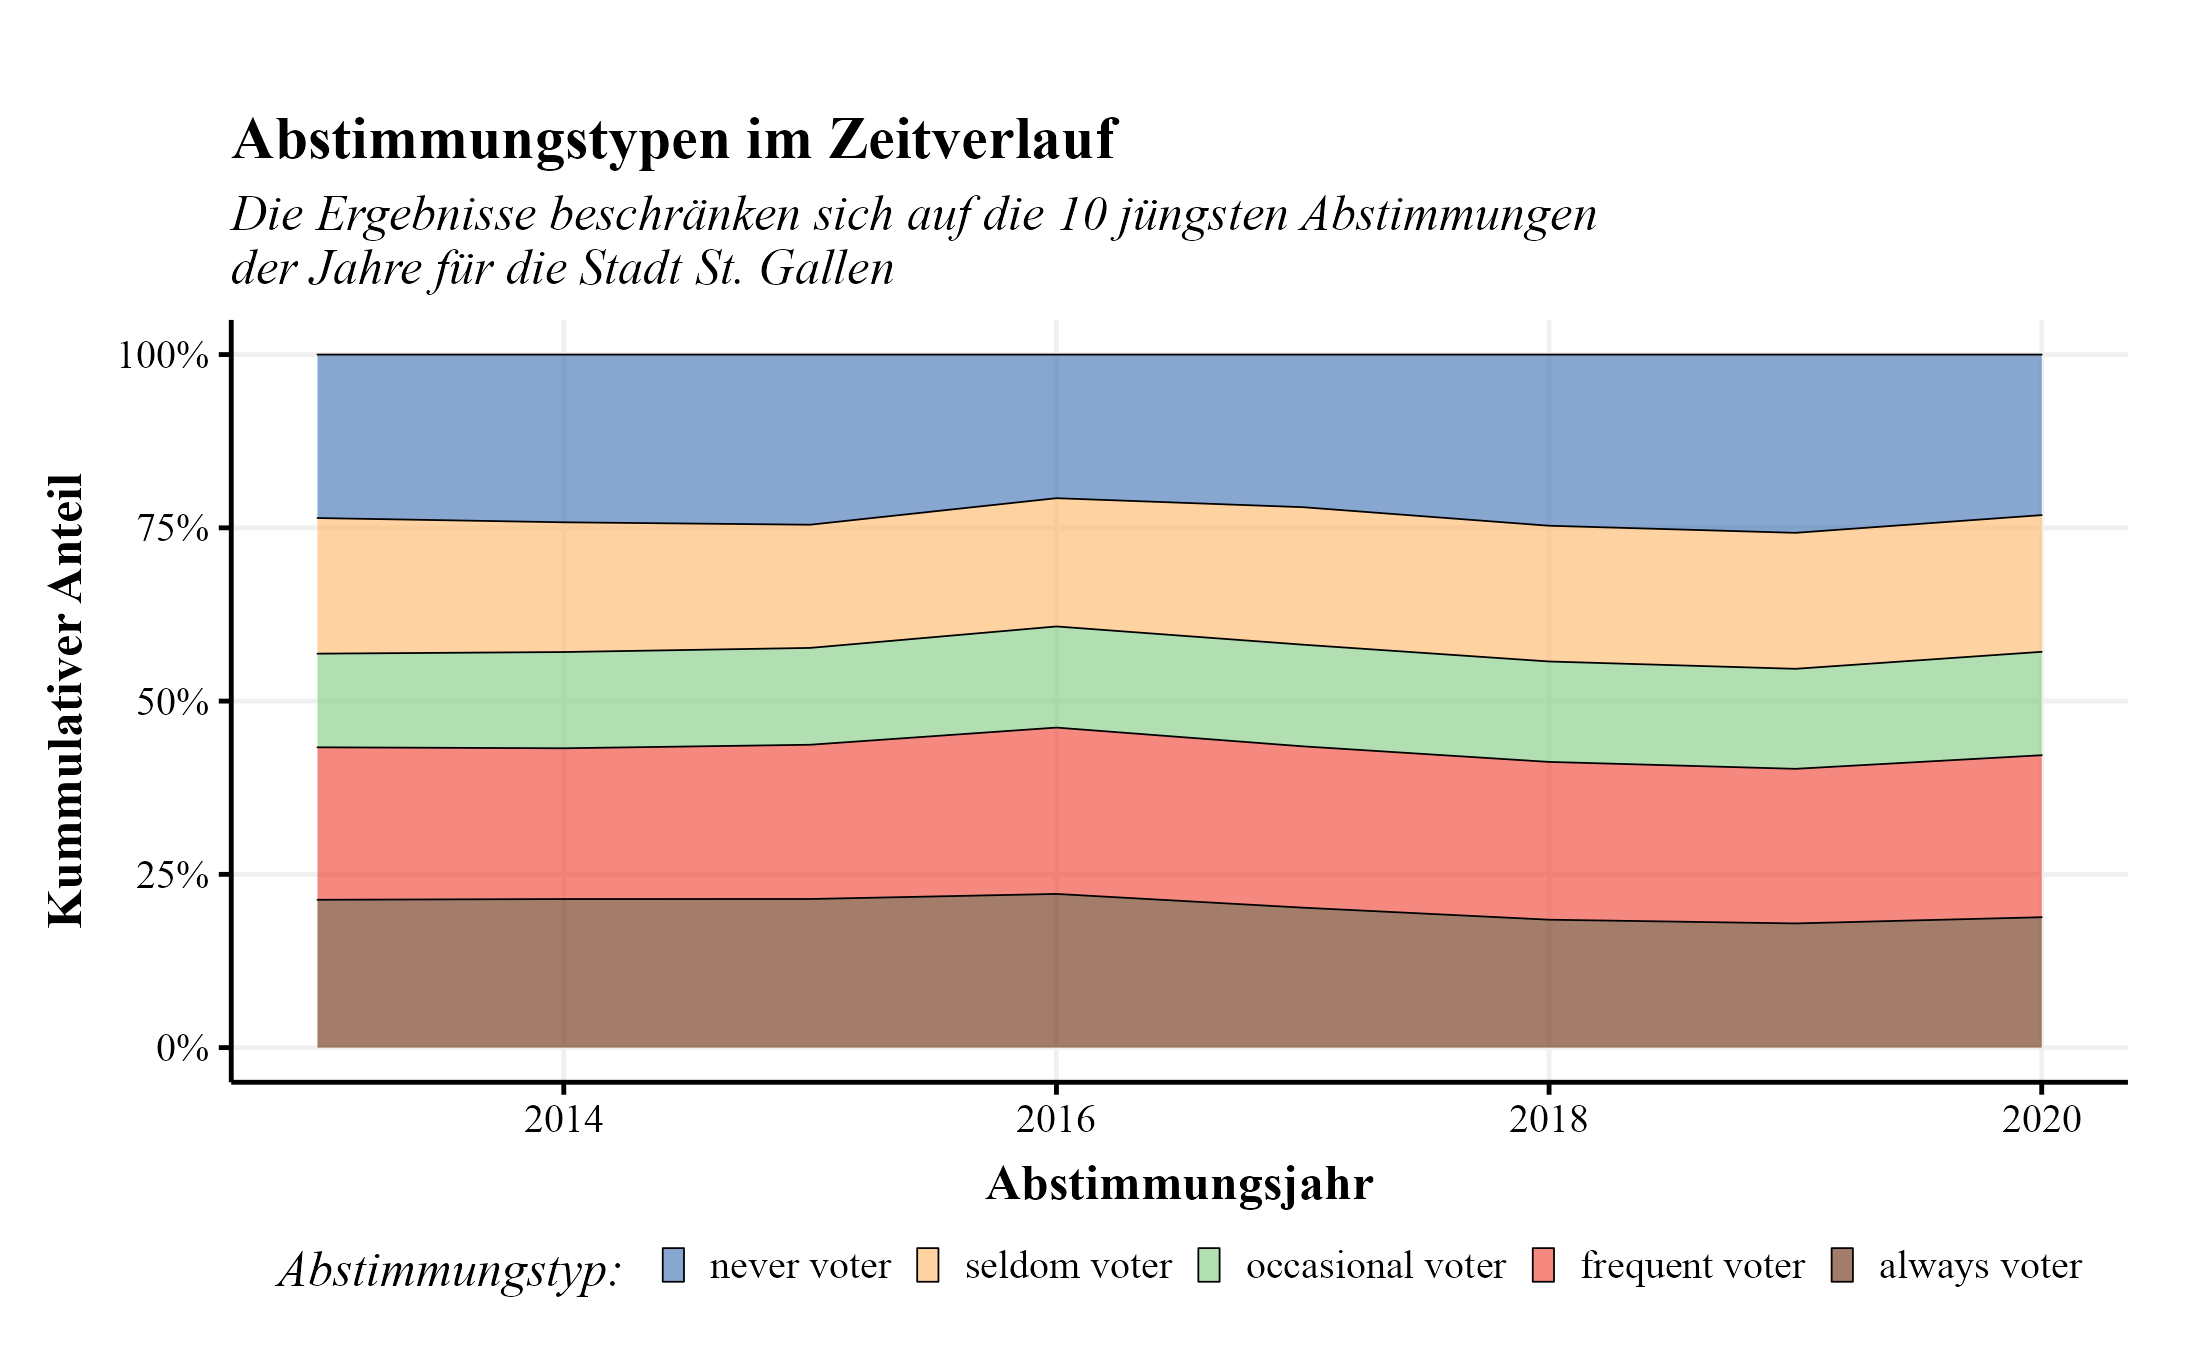 Abstimmungstypen im Zeitverlauf
Die Ergebnisse beschränken sich auf die 10 jüngsten Abstimmungen
der Jahre für die Stadt St. Gallen
Kummulativer Anteil
100%
75%
50%
25%
0%
2014 2016 2018 2020
Abstimmungsjahr
Abstimmungstyp: never voter seldom voter occasional voter frequent voter always voter